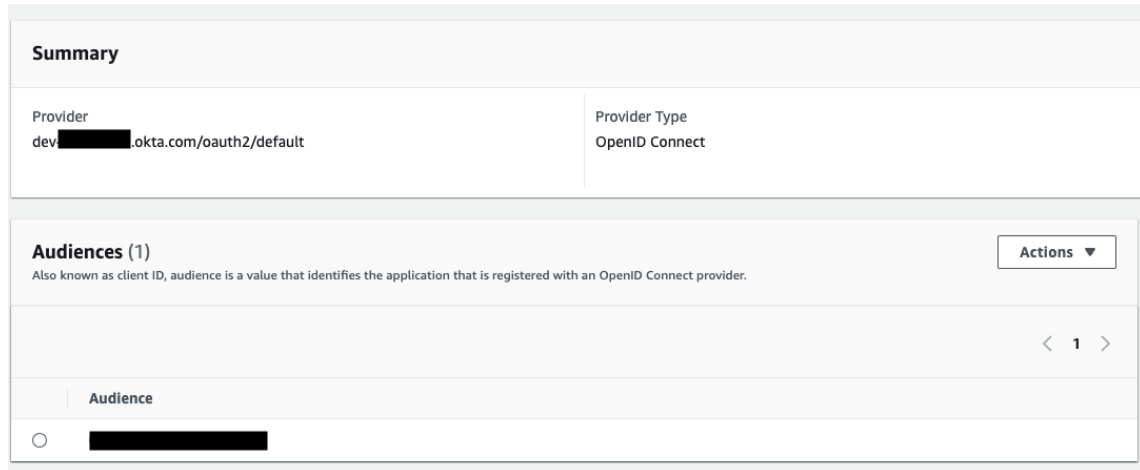 Summary
Provider
Provider Type
dev-
.okta.com/oauth2/default
OpenID Connect
Audiences (1)
Actions
Also known as client ID, audience is a value that identifies the application that is registered with an OpenID Connect provider.
1
Audience